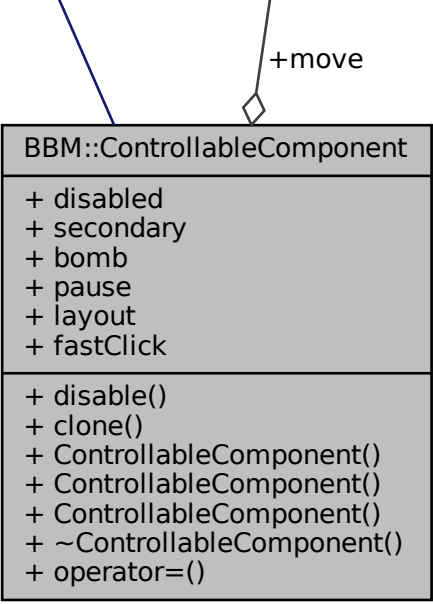 +move
BBM::ControllableComponent
+ disabled
+ secondary
+ bomb
+ pause
+ layout
+ fastClick
+ disable()
+ clone()
+ ControllableComponent()
+ ControllableComponent()
+ ControllableComponent()
+ ~ControllableComponent()
+ operator=()